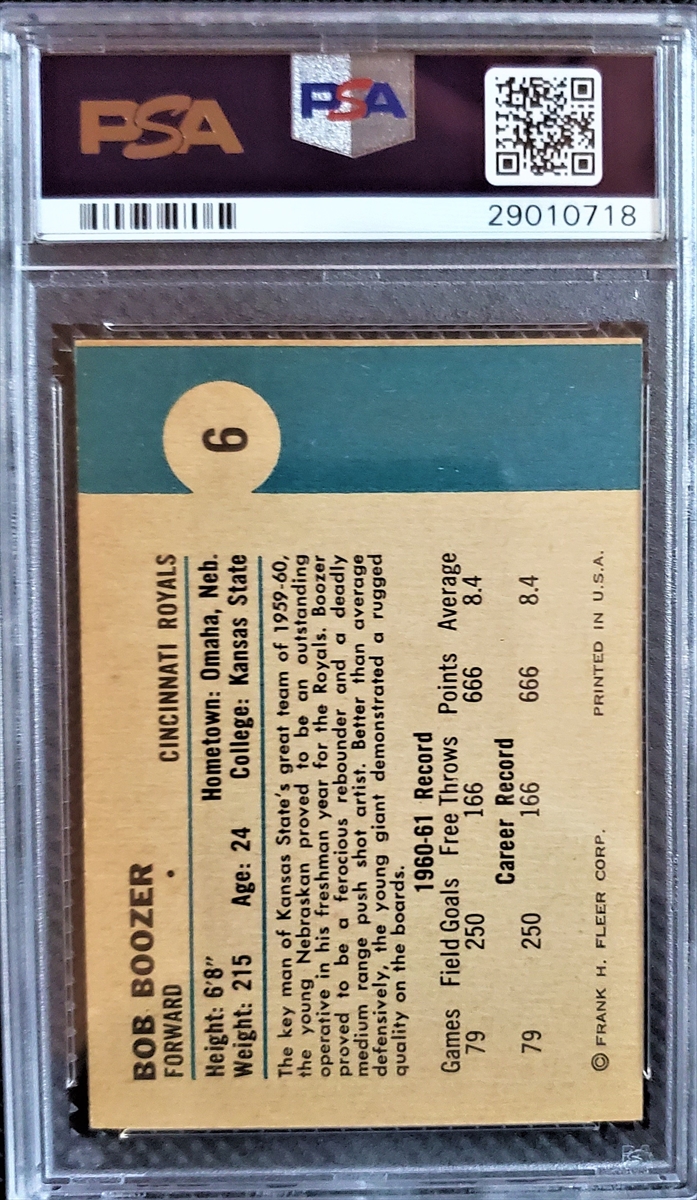 PSA
PSA
29010718
6
BOB BOOZER
FORWARD • CINCINNATI ROYALS
Height: 6'8" Hometown: Omaha, Neb.
Weight: 215 Age: 24 College: Kansas State
The key man of Kansas State's great team of 1959-60,
the young Nebraskan proved to be an outstanding
operative in his freshman year for the Royals. Boozer
proved to be a ferocious rebounder and a deadly
medium range push shot artist. Better than average
defensively, the young giant demonstrated a rugged
quality on the boards.
1960-61 Record
Games Field Goals Free Throws Points Average
79 250 166 666 8.4
Career Record
79 250 166 666 8.4
© FRANK H. FLEER CORP. PRINTED IN U.S.A.
PSA